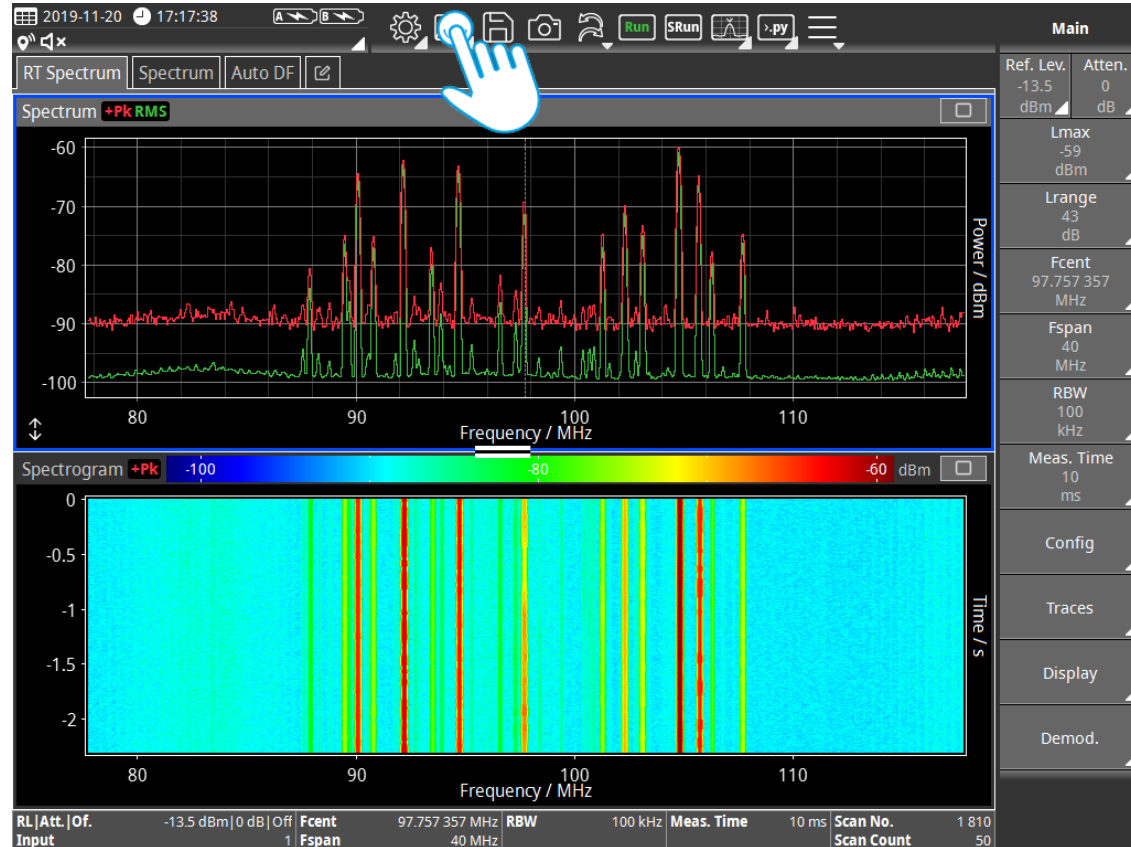 2019-11-20 17:17:38 A B
Run SRun >.py
Main
RT Spectrum Spectrum Auto DF
Ref. Lev. Atten.
-13.5 0
dBm dB
Spectrum +Pk RMS
-60
-70
-80
-90
-100
Power / dBm
80 90 100 110
Frequency / MHz
Lmax
-59
dBm
Lrange
43
dB
Fcent
97.757 357
MHz
Fspan
40
MHz
RBW
100
kHz
Meas. Time
10
ms
Config
Traces
Display
Demod.
Spectrogram +Pk -100 -80 -60 dBm
0
-0.5
-1
-1.5
-2
Time / s
80 90 100 110
Frequency / MHz
RL|Att.|Of. -13.5 dBm|0 dB|Off Fcent 97.757 357 MHz RBW 100 kHz Meas. Time 10 ms Scan No. 1 810
Input 1 Fspan 40 MHz Scan Count 50